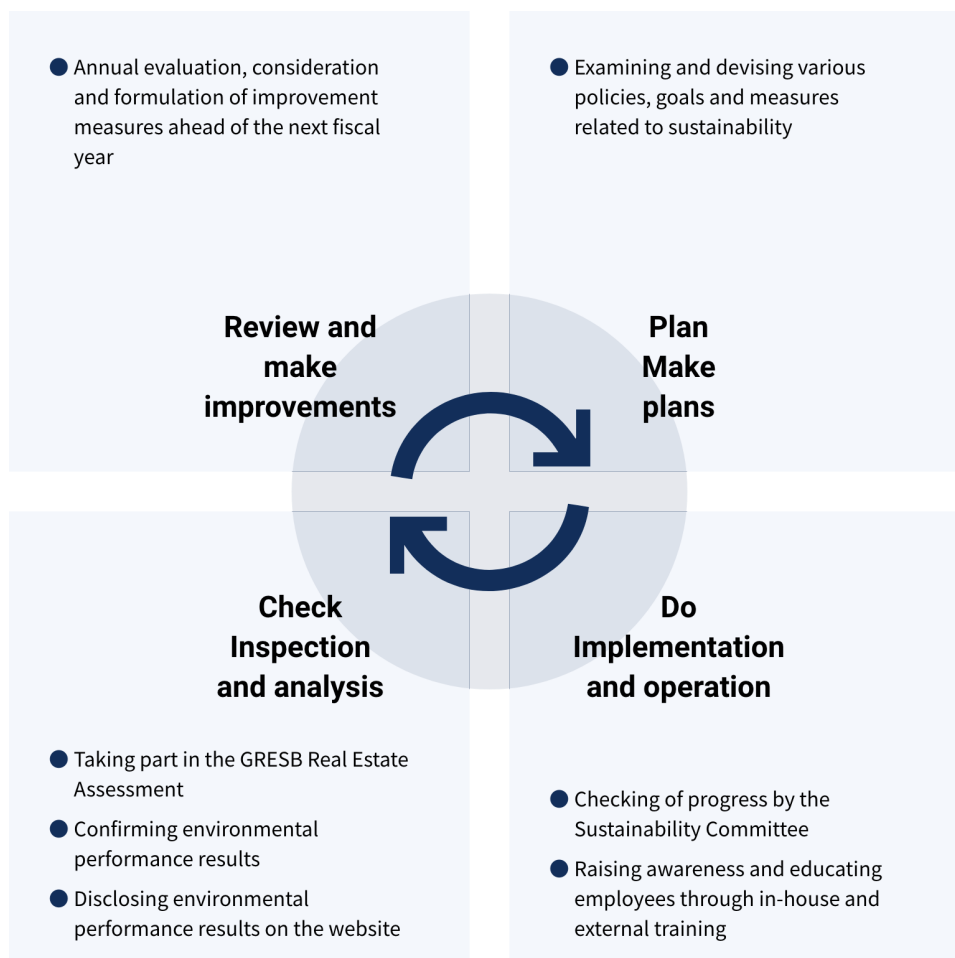 Annual evaluation, consideration
and formulation of improvement
measures ahead of the next fiscal
year
Review and
make
improvements
Examining and devising various
policies, goals and measures
related to sustainability
Plan
Make
plans
Check
Inspection
and analysis
Taking part in the GRESB Real Estate
Assessment
Confirming environmental
performance results
Disclosing environmental
performance results on the website
Do
Implementation
and operation
Checking of progress by the
Sustainability Committee
Raising awareness and educating
employees through in-house and
external training